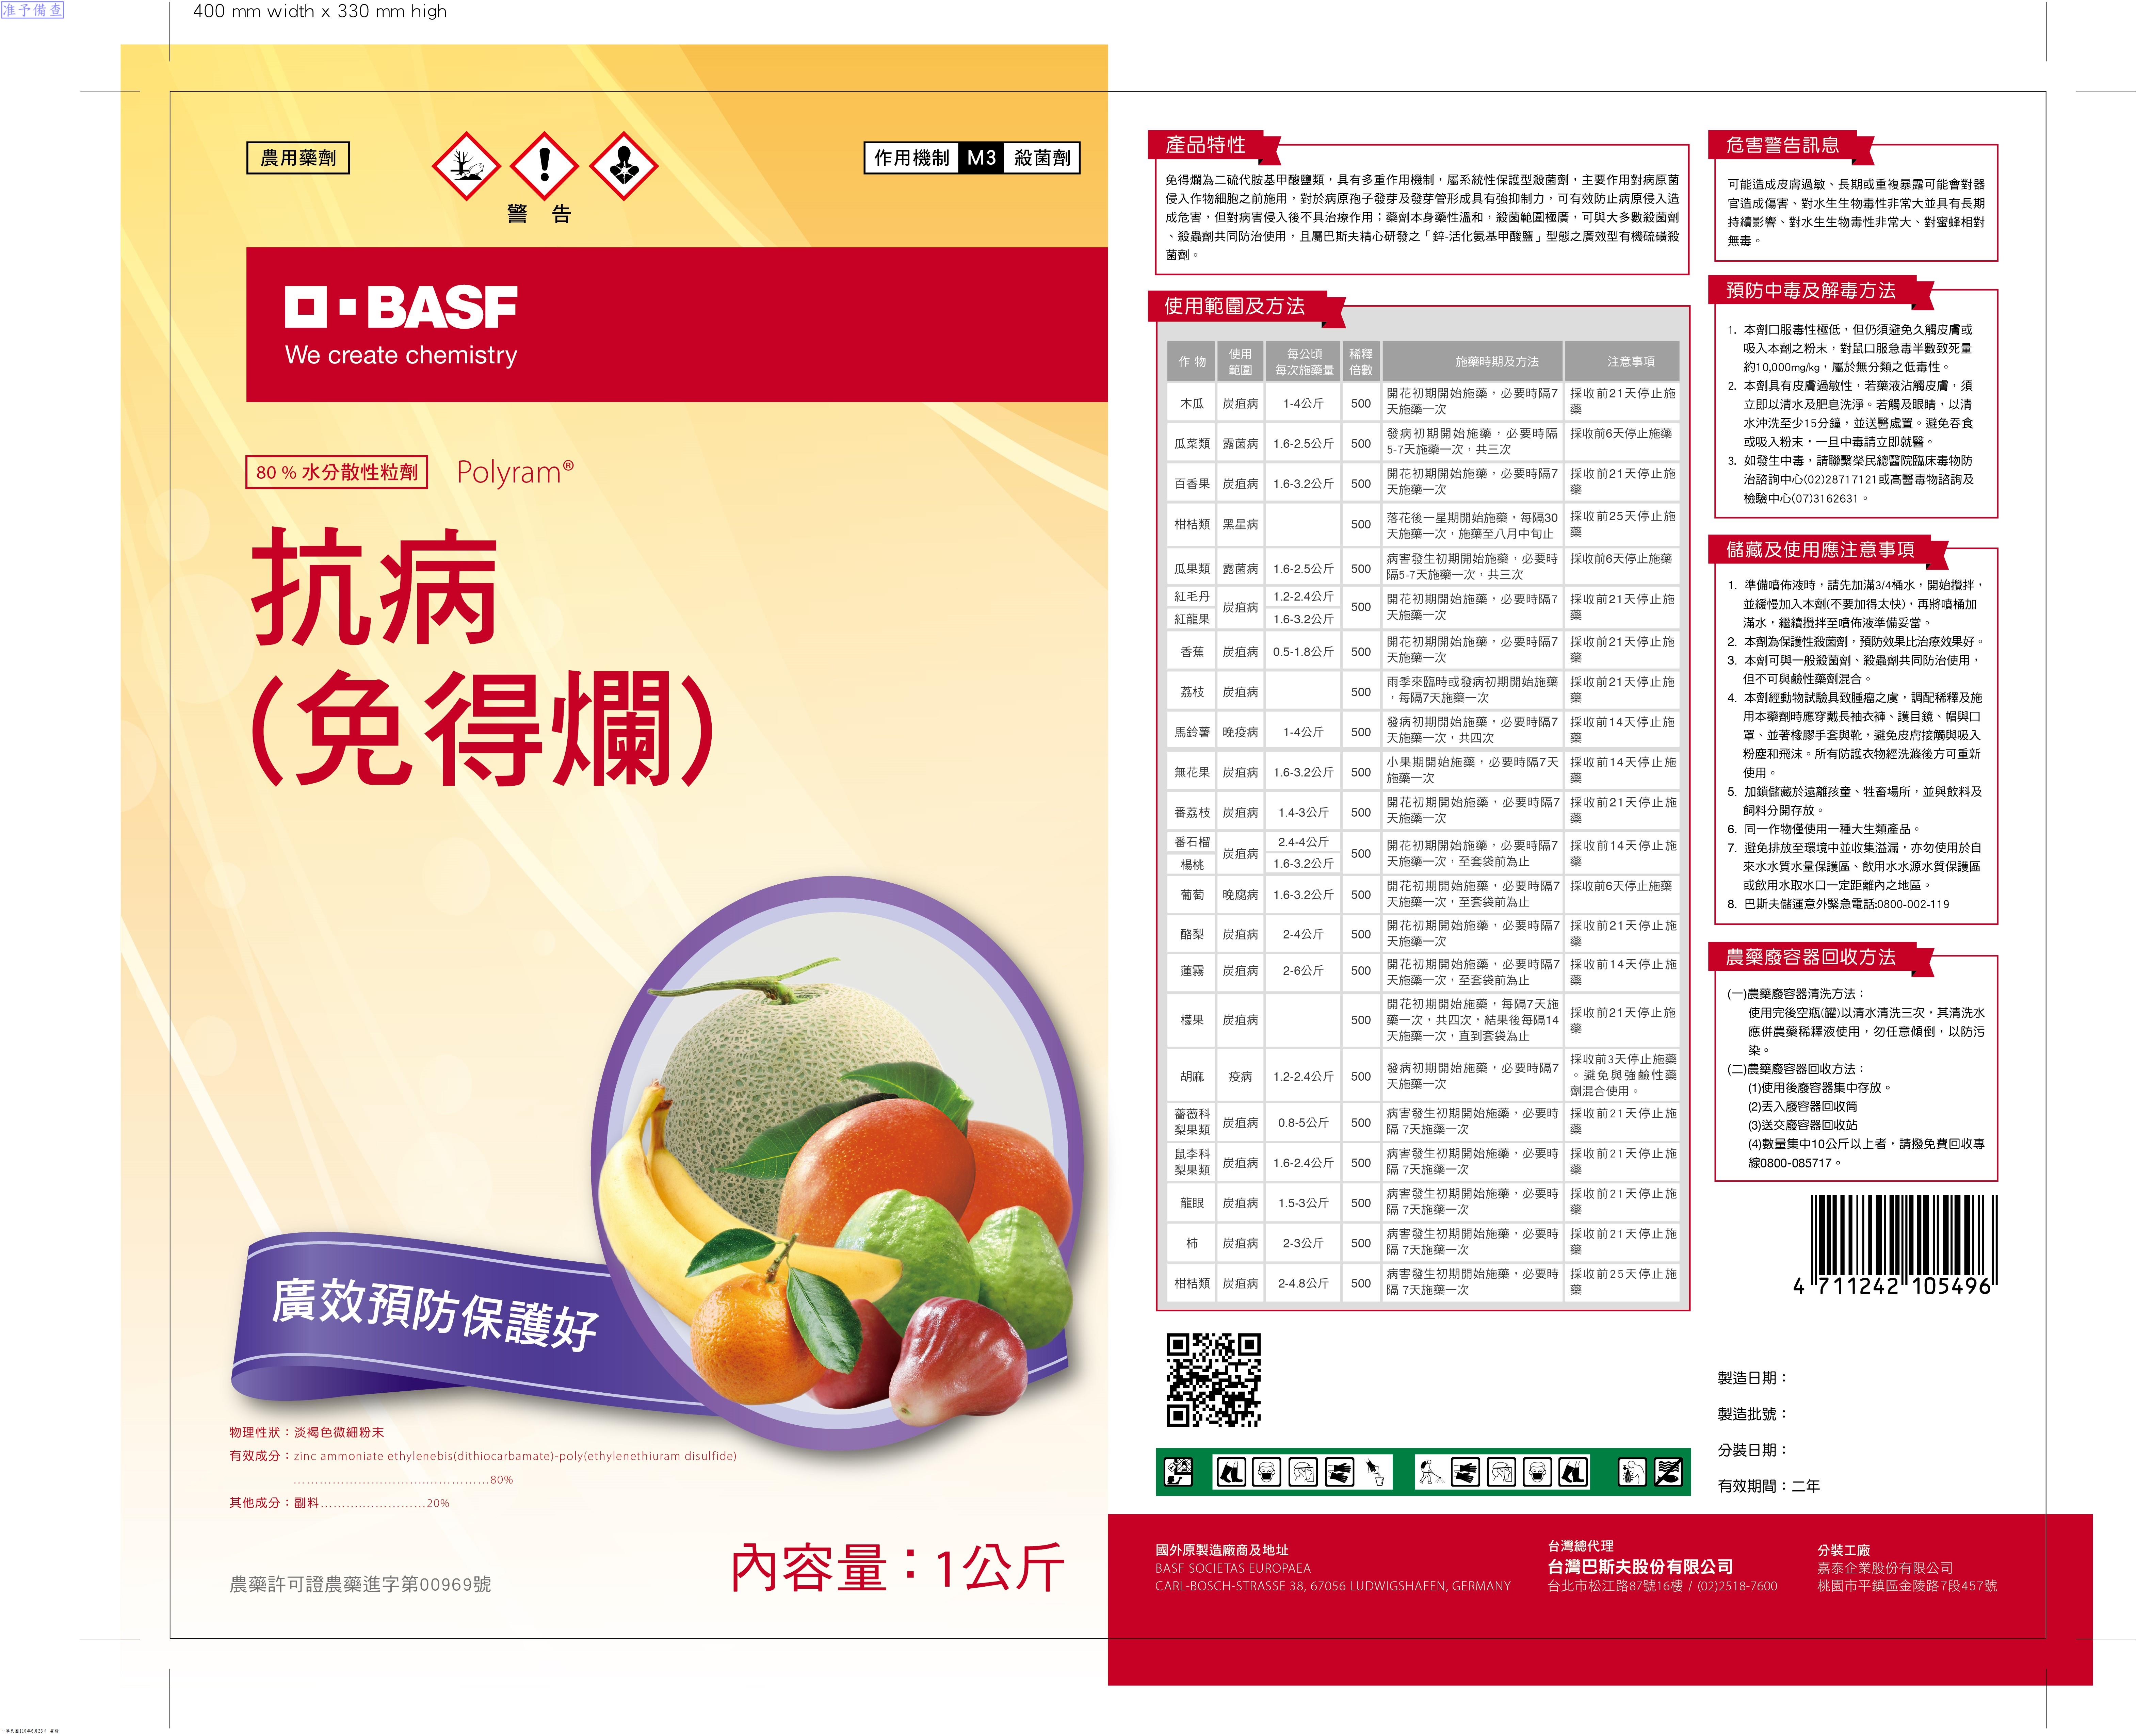 准予備查
400 mm width x 330 mm high
農用藥劑
警 告
作用機制 M3 殺菌劑
BASF
We create chemistry
80 % 水分散性粒劑
Polyram®
抗病
(免得爛)
廣效預防保護好
物理性狀：淡褐色微細粉末
有效成分：zinc ammoniate ethylenebis(dithiocarbamate)-poly(ethylenethiuram disulfide)
..............................................80%
其他成分：副料.........................20%
農藥許可證農藥進字第00969號
內容量：1公斤
產品特性
免得爛為二硫代胺基甲酸鹽類，具有多重作用機制，屬系統性保護型殺菌劑，主要作用對病原菌
侵入作物細胞之前施用，對於病原孢子發芽及發芽管形成具有強抑制力，可有效防止病原侵入造
成危害，但對病害侵入後不具治療作用；藥劑本身藥性溫和，殺菌範圍極廣，可與大多數殺菌劑
、殺蟲劑共同防治使用，且屬巴斯夫精心研發之「鋅-活化氨基甲酸鹽」型態之廣效型有機硫磺殺
菌劑。
使用範圍及方法
作 物 使用範圍 每公頃每次施藥量 稀釋倍數 施藥時期及方法 注意事項
木瓜 炭疽病 1-4公斤 500 開花初期開始施藥，必要時隔7天施藥一次 採收前21天停止施藥
瓜菜類 露菌病 1.6-2.5公斤 500 發病初期開始施藥，必要時隔5-7天施藥一次，共三次 採收前6天停止施藥
百香果 炭疽病 1.6-3.2公斤 500 開花初期開始施藥，必要時隔7天施藥一次 採收前21天停止施藥
柑桔類 黑星病 500 落花後一星期開始施藥，每隔30天施藥一次，施藥至八月中旬止 採收前25天停止施藥
瓜果類 露菌病 1.6-2.5公斤 500 病害發生初期開始施藥，必要時隔5-7天施藥一次，共三次 採收前6天停止施藥
紅毛丹 炭疽病 1.2-2.4公斤 500 開花初期開始施藥，必要時隔7天施藥一次 採收前21天停止施藥
紅龍果 1.6-3.2公斤
香蕉 炭疽病 0.5-1.8公斤 500 開花初期開始施藥，必要時隔7天施藥一次 採收前21天停止施藥
荔枝 炭疽病 500 雨季來臨時或發病初期開始施藥，每隔7天施藥一次 採收前21天停止施藥
馬鈴薯 晚疫病 1-4公斤 500 發病初期開始施藥，必要時隔7天施藥一次，共四次 採收前14天停止施藥
無花果 炭疽病 1.6-3.2公斤 500 小果期開始施藥，必要時隔7天施藥一次 採收前14天停止施藥
番荔枝 炭疽病 1.4-3公斤 500 開花初期開始施藥，必要時隔7天施藥一次 採收前21天停止施藥
番石榴 炭疽病 2.4-4公斤 500 開花初期開始施藥，必要時隔7天施藥一次，至套袋前為止 採收前14天停止施藥
楊桃 1.6-3.2公斤
葡萄 晚腐病 1.6-3.2公斤 500 開花初期開始施藥，必要時隔7天施藥一次，至套袋前為止 採收前6天停止施藥
酪梨 炭疽病 2-4公斤 500 開花初期開始施藥，必要時隔7天施藥一次 採收前21天停止施藥
蓮霧 炭疽病 2-6公斤 500 開花初期開始施藥，必要時隔7天施藥一次，至套袋前為止 採收前14天停止施藥
檬果 炭疽病 500 開花初期開始施藥，每隔7天施藥一次，共四次，結果後每隔14天施藥一次，直到套袋為止 採收前21天停止施藥
胡麻 疫病 1.2-2.4公斤 500 發病初期開始施藥，必要時隔7天施藥一次 採收前3天停止施藥。避免與強鹼性藥劑混合使用。
薔薇科梨果類 炭疽病 0.8-5公斤 500 病害發生初期開始施藥，必要時隔 7天施藥一次 採收前21天停止施藥
鼠李科梨果類 炭疽病 1.6-2.4公斤 500 病害發生初期開始施藥，必要時隔 7天施藥一次 採收前21天停止施藥
龍眼 炭疽病 1.5-3公斤 500 病害發生初期開始施藥，必要時隔 7天施藥一次 採收前21天停止施藥
柿 炭疽病 2-3公斤 500 病害發生初期開始施藥，必要時隔 7天施藥一次 採收前21天停止施藥
柑桔類 炭疽病 2-4.8公斤 500 病害發生初期開始施藥，必要時隔 7天施藥一次 採收前25天停止施藥
危害警告訊息
可能造成皮膚過敏、長期或重複暴露可能會對器
官造成傷害、對水生生物毒性非常大並具有長期
持續影響、對水生生物毒性非常大、對蜜蜂相對
無毒。
預防中毒及解毒方法
1. 本劑口服毒性極低，但仍須避免久觸皮膚或
吸入本劑之粉末，對鼠口服急毒半數致死量
約10,000mg/kg，屬於無分類之低毒性。
2. 本劑具有皮膚過敏性，若藥液沾觸皮膚，須
立即以清水及肥皂洗淨。若觸及眼睛，以清
水沖洗至少15分鐘，並送醫處置。避免吞食
或吸入粉末，一旦中毒請立即就醫。
3. 如發生中毒，請聯繫榮民總醫院臨床毒物防
治諮詢中心(02)28717121或高醫毒物諮詢及
檢驗中心(07)3162631。
儲藏及使用應注意事項
1. 準備噴佈液時，請先加滿3/4桶水，開始攪拌，
並緩慢加入本劑(不要加得太快)，再將噴桶加
滿水，繼續攪拌至噴佈液準備妥當。
2. 本劑為保護性殺菌劑，預防效果比治療效果好。
3. 本劑可與一般殺菌劑、殺蟲劑共同防治使用，
但不可與鹼性藥劑混合。
4. 本劑經動物試驗具致腫瘤之虞，調配稀釋及施
用本藥劑時應穿戴長袖衣褲、護目鏡、帽與口
罩、並著橡膠手套與靴，避免皮膚接觸與吸入
粉塵和飛沫。所有防護衣物經洗滌後方可重新
使用。
5. 加鎖儲藏於遠離孩童、牲畜場所，並與飲料及
飼料分開存放。
6. 同一作物僅使用一種大生類產品。
7. 避免排放至環境中並收集溢漏，亦勿使用於自
來水水質水量保護區、飲用水水源水質保護區
或飲用水取水口一定距離內之地區。
8. 巴斯夫儲運意外緊急電話:0800-002-119
農藥廢容器回收方法
(一)農藥廢容器清洗方法：
使用完後空瓶(罐)以清水清洗三次，其清洗水
應併農藥稀釋液使用，勿任意傾倒，以防污
染。
(二)農藥廢容器回收方法：
(1)使用後廢容器集中存放。
(2)丟入廢容器回收筒
(3)送交廢容器回收站
(4)數量集中10公斤以上者，請撥免費回收專
線0800-085717。
4 711242 105496
製造日期：
製造批號：
分裝日期：
有效期間：二年
國外原製造廠商及地址
BASF SOCIETAS EUROPAEA
CARL-BOSCH-STRASSE 38, 67056 LUDWIGSHAFEN, GERMANY
台灣總代理
台灣巴斯夫股份有限公司
台北市松江路87號16樓 / (02)2518-7600
分裝工廠
嘉泰企業股份有限公司
桃園市平鎮區金陵路7段457號